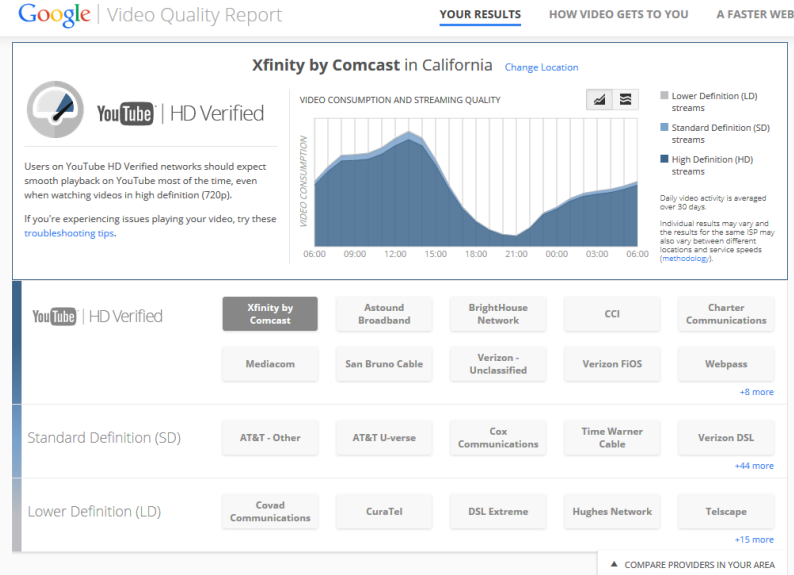 Google | Video Quality Report
YOUR RESULTS HOW VIDEO GETS TO YOU A FASTER WEB
Xfinity by Comcast in California Change Location
YouTube | HD Verified
Users on YouTube HD Verified networks should expect
smooth playback on YouTube most of the time, even
when watching videos in high definition (720p).
If you're experiencing issues playing your video, try these
troubleshooting tips.
VIDEO CONSUMPTION AND STREAMING QUALITY
VIDEO CONSUMPTION
06:00 09:00 12:00 15:00 18:00 21:00 00:00 03:00 06:00
Lower Definition (LD)
streams
Standard Definition (SD)
streams
High Definition (HD)
streams
Daily video activity is averaged
over 30 days.
Individual results may vary and
the results for the same ISP may
also vary between different
locations and service speeds
(methodology).
YouTube | HD Verified
Xfinity by
Comcast
Astound
Broadband
BrightHouse
Network
CCI
Charter
Communications
Mediacom
San Bruno Cable
Verizon -
Unclassified
Verizon FiOS
Webpass
+8 more
Standard Definition (SD)
AT&T - Other
AT&T U-verse
Cox
Communications
Time Warner
Cable
Verizon DSL
+44 more
Lower Definition (LD)
Covad
Communications
CuraTel
DSL Extreme
Hughes Network
Telscape
+15 more
▲ COMPARE PROVIDERS IN YOUR AREA